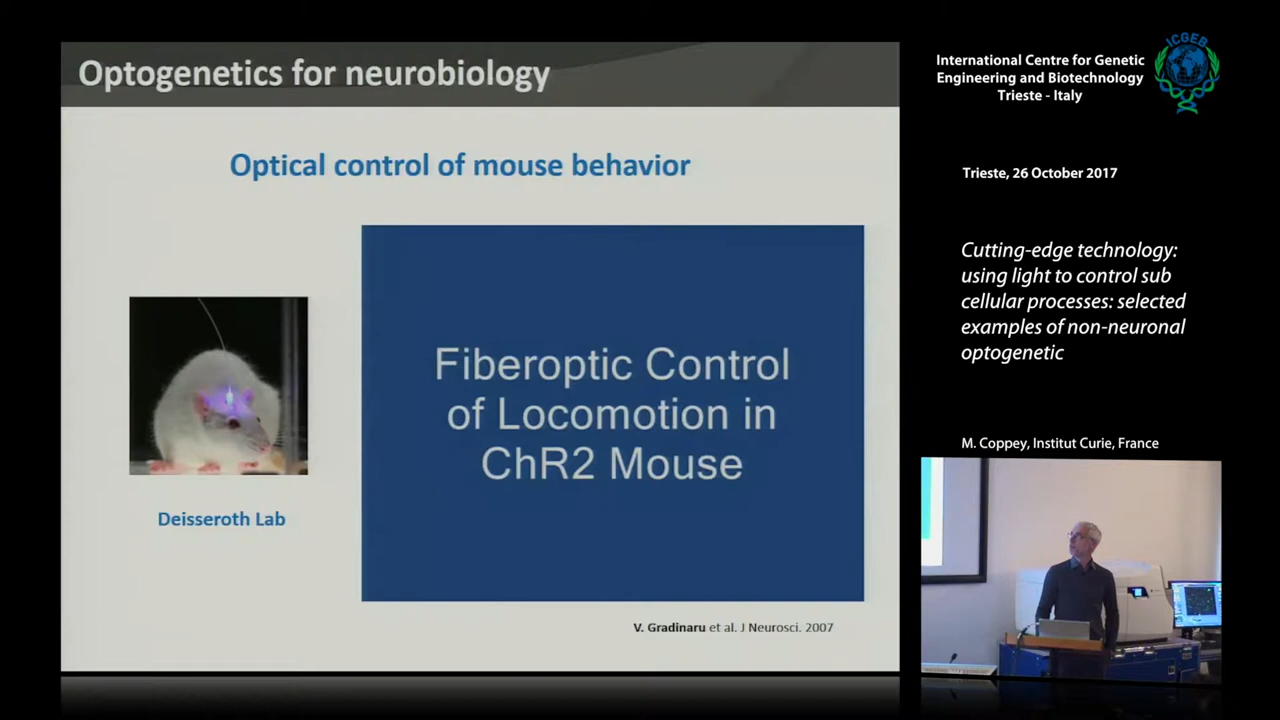 Optogenetics for neurobiology
Optical control of mouse behavior
Fiberoptic Control
of Locomotion in
ChR2 Mouse
Deisseroth Lab
V. Gradinaru et al. J Neurosci. 2007
International Centre for Genetic
Engineering and Biotechnology
Trieste - Italy
ICGEB
Trieste, 26 October 2017
Cutting-edge technology:
using light to control sub
cellular processes: selected
examples of non-neuronal
optogenetic
M. Coppey, Institut Curie, France